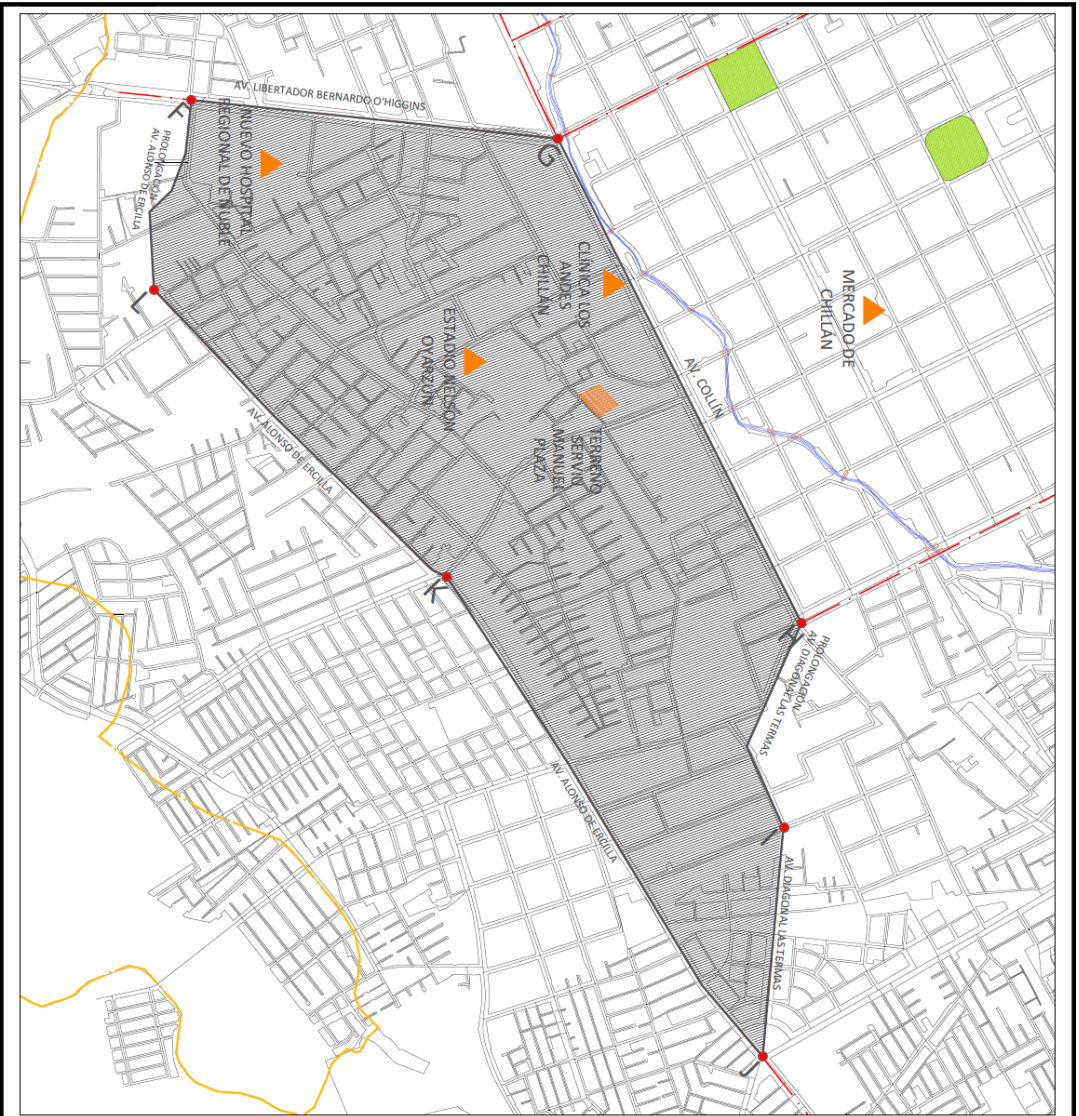 AV. LIBERTADOR BERNARDO O'HIGGINS
F
PROLONGACIÓN
AV. ALONSO DE ERCILLA
NUEVO HOSPITAL
REGIONAL DE ÑUBLE
G
L
CLÍNICA LOS
ANDES
CHILLÁN
MERCADO DE
CHILLÁN
AV. COLLÍN
ESTADIO NELSON
OYARZÚN
TERRENO
SERVIU
MANUEL
PLAZA
AV. ALONSO DE ERCILLA
K
H
PROLONGACIÓN
AV. DIAGONAL LAS TERMAS
AV. ALONSO DE ERCILLA
I
AV. DIAGONAL LAS TERMAS
J